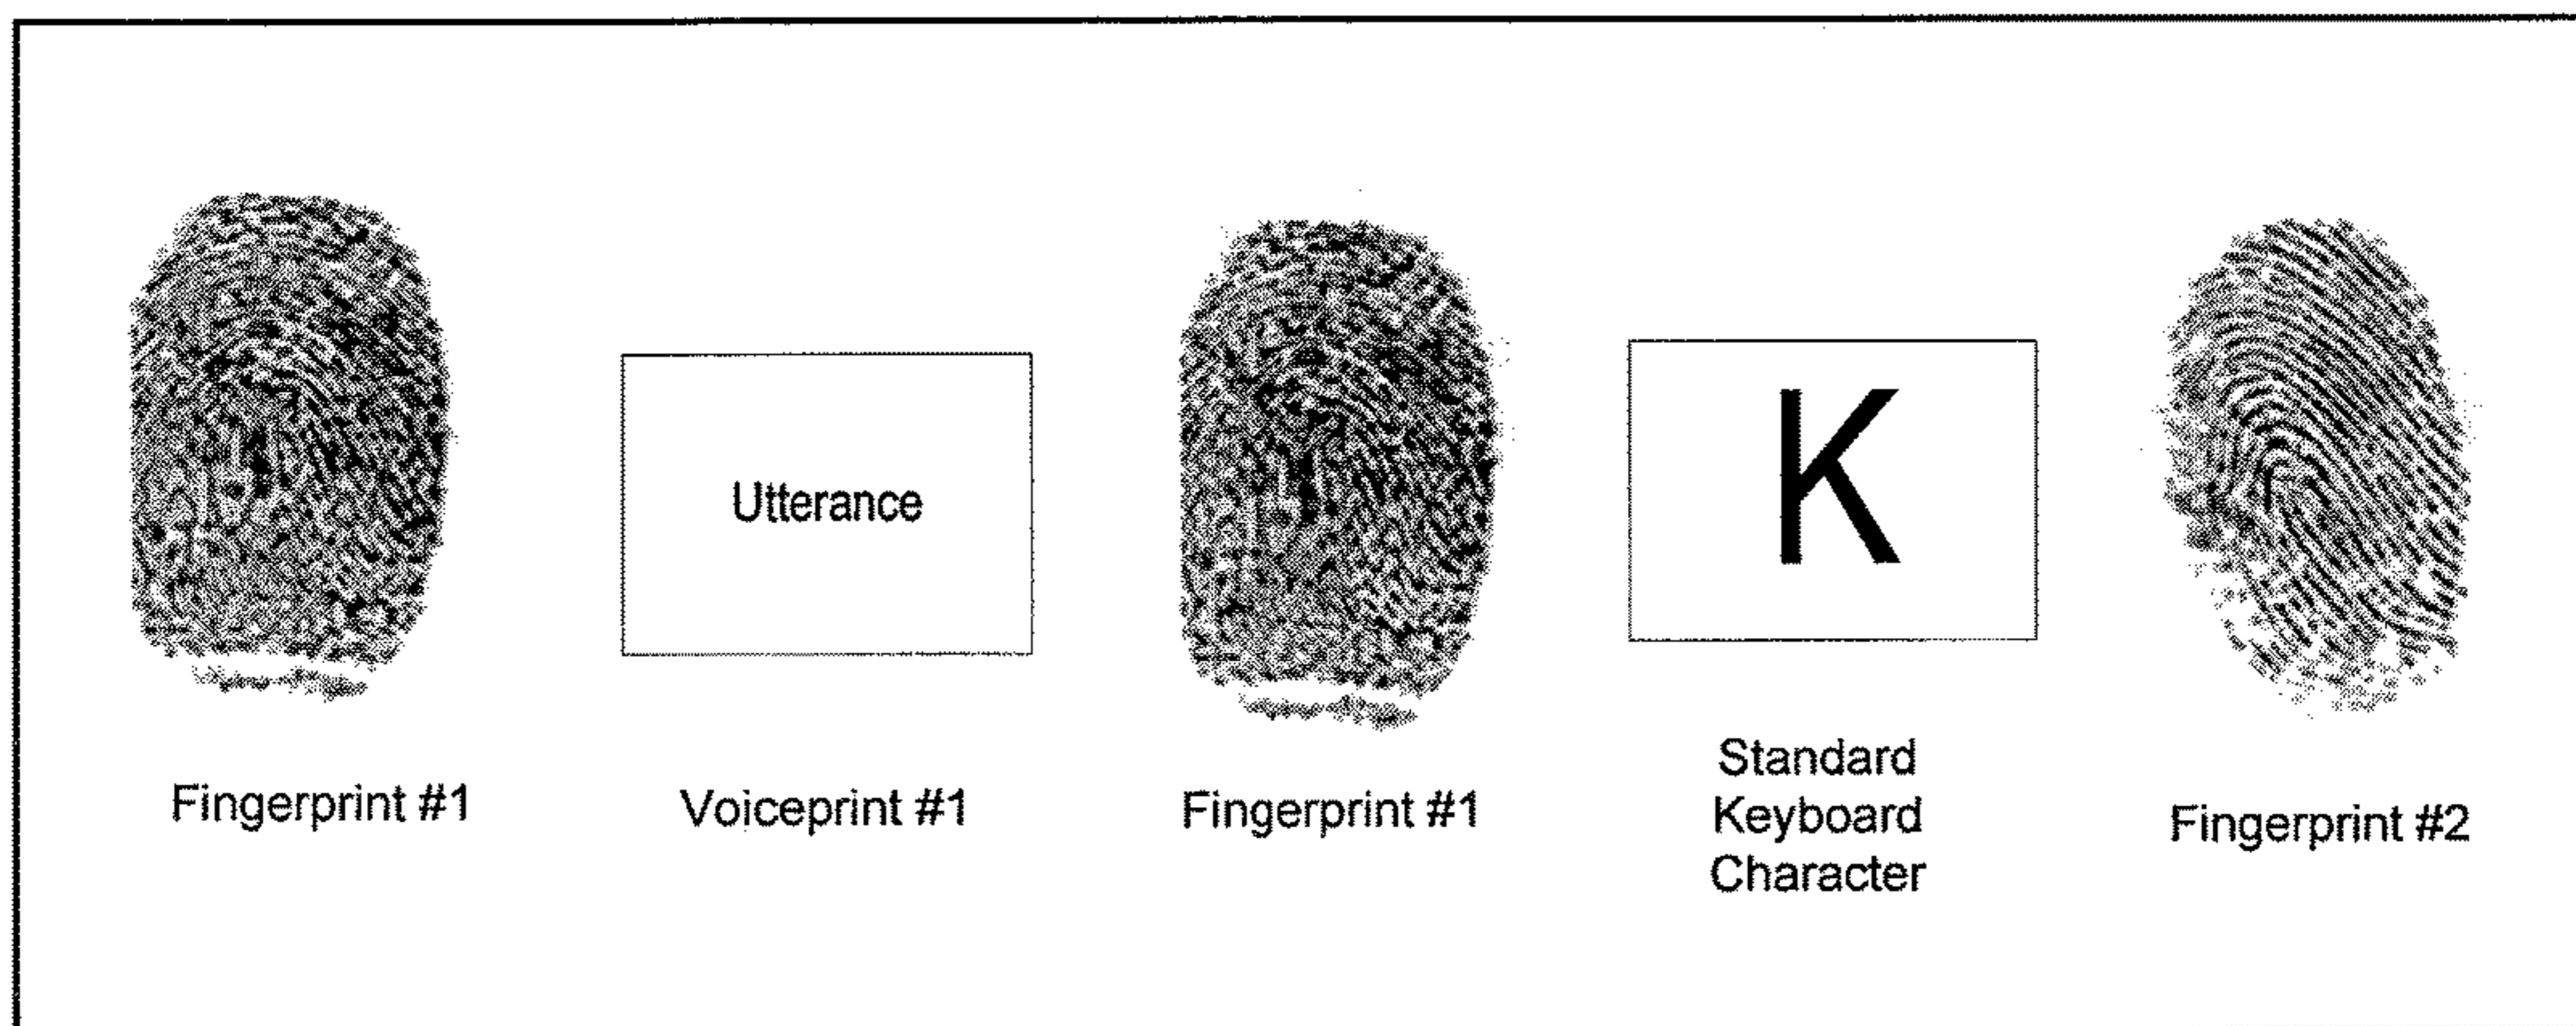 Utterance
K
Fingerprint #1
Voiceprint #1
Fingerprint #1
Standard
Keyboard
Character
Fingerprint #2